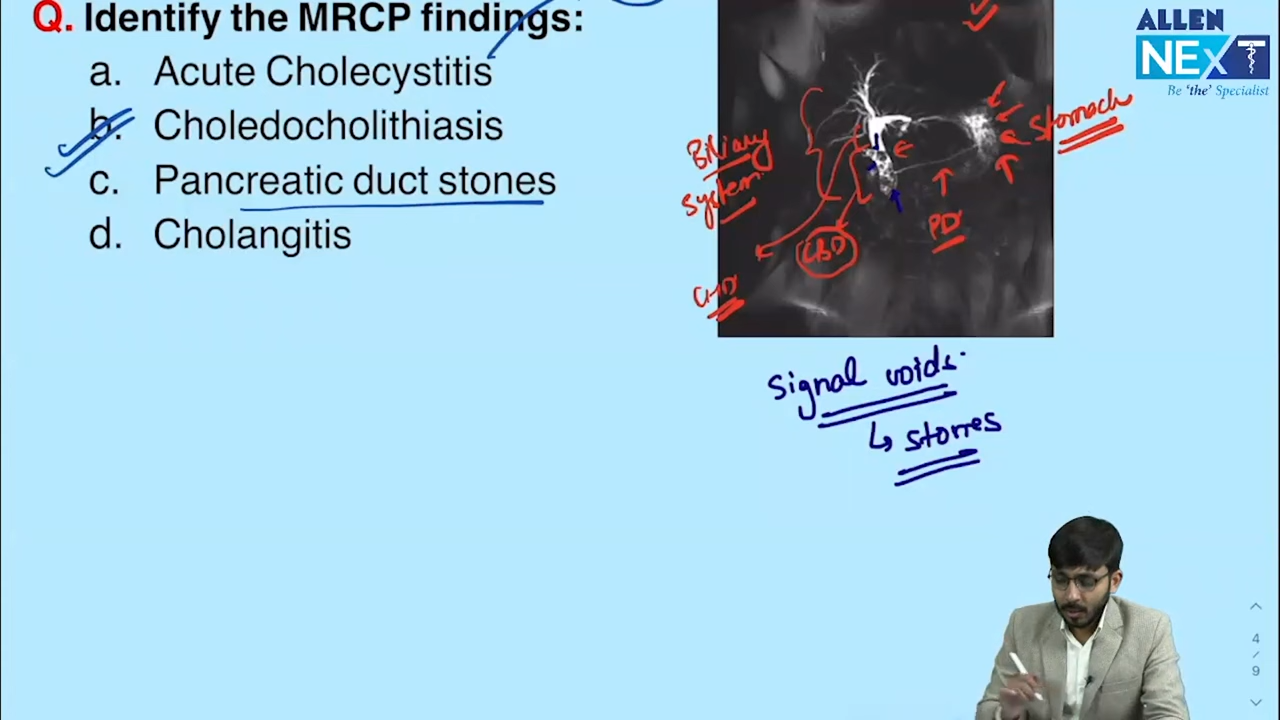 Q. Identify the MRCP findings:
a. Acute Cholecystitis
b. Choledocholithiasis
c. Pancreatic duct stones
d. Cholangitis
ALLEN
NEXT
Be 'the' Specialist
Stomach
Biliary
system
PD
CBD
CHD
signal voids
↳ stones
4
/
9